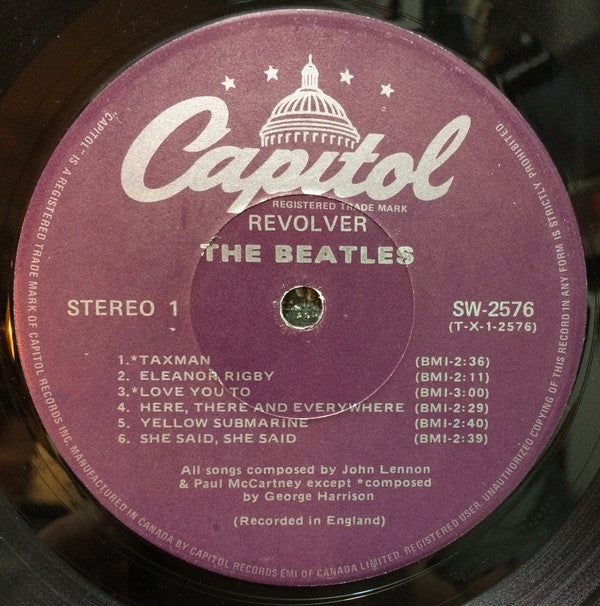 Capitol
REGISTERED TRADE MARK
REVOLVER
THE BEATLES
STEREO 1
SW-2576
(T-X-1-2576)
1.*TAXMAN (BMI-2:36)
2. ELEANOR RIGBY (BMI-2:11)
3.*LOVE YOU TO (BMI-3:00)
4. HERE, THERE AND EVERYWHERE (BMI-2:29)
5. YELLOW SUBMARINE (BMI-2:40)
6. SHE SAID, SHE SAID (BMI-2:39)
All songs composed by John Lennon
& Paul McCartney except *composed
by George Harrison
(Recorded in England)
"CAPITOL" IS A REGISTERED TRADE MARK OF CAPITOL RECORDS INC. MANUFACTURED IN CANADA BY CAPITOL RECORDS EMI OF CANADA LIMITED. REGISTERED USER. UNAUTHORIZED COPYING OF THIS RECORD IN ANY FORM IS STRICTLY PROHIBITED.